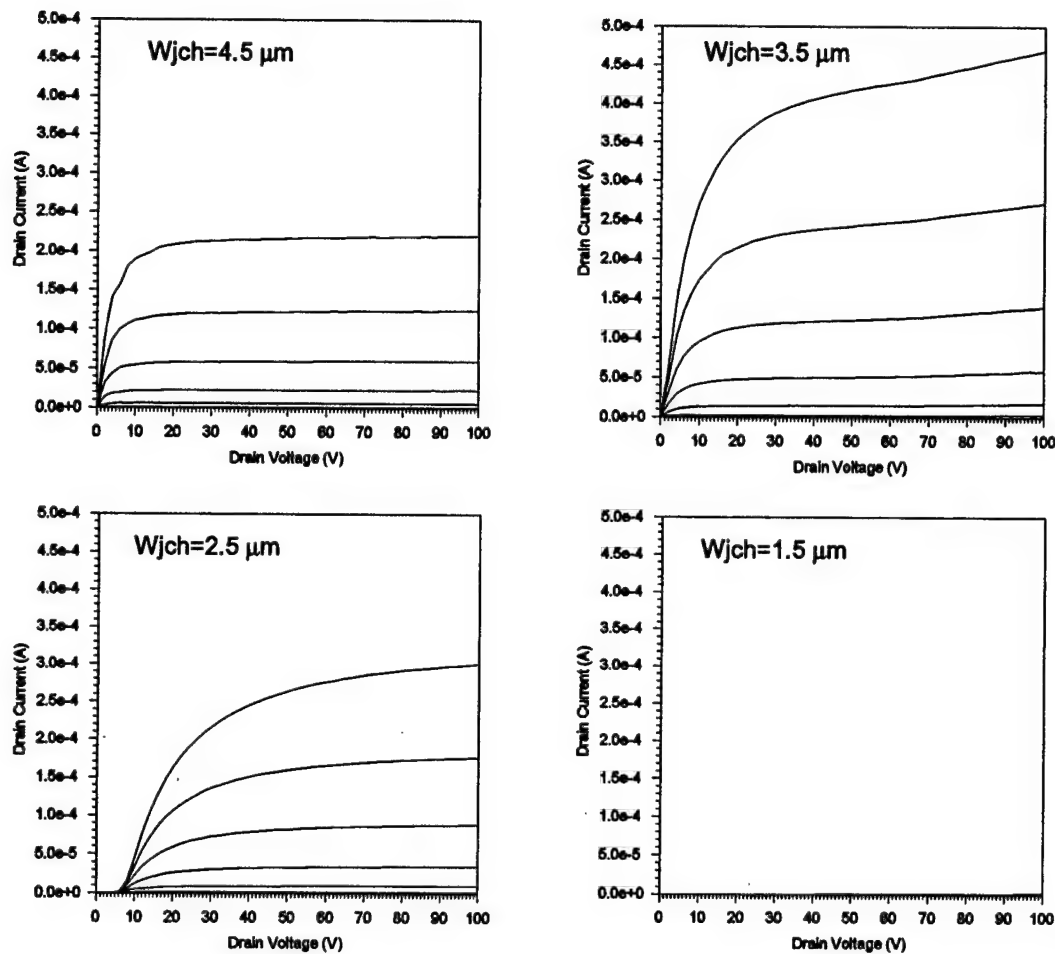 5.0e-4
4.5e-4
4.0e-4
3.5e-4
3.0e-4
2.5e-4
2.0e-4
1.5e-4
1.0e-4
5.0e-5
0.0e+0
Drain Current (A)
Wjch=4.5 μm
0 10 20 30 40 50 60 70 80 90 100
Drain Voltage (V)
5.0e-4
4.5e-4
4.0e-4
3.5e-4
3.0e-4
2.5e-4
2.0e-4
1.5e-4
1.0e-4
5.0e-5
0.0e+0
Drain Current (A)
Wjch=3.5 μm
0 10 20 30 40 50 60 70 80 90 100
Drain Voltage (V)
5.0e-4
4.5e-4
4.0e-4
3.5e-4
3.0e-4
2.5e-4
2.0e-4
1.5e-4
1.0e-4
5.0e-5
0.0e+0
Drain Current (A)
Wjch=2.5 μm
0 10 20 30 40 50 60 70 80 90 100
Drain Voltage (V)
5.0e-4
4.5e-4
4.0e-4
3.5e-4
3.0e-4
2.5e-4
2.0e-4
1.5e-4
1.0e-4
5.0e-5
0.0e+0
Drain Current (A)
Wjch=1.5 μm
0 10 20 30 40 50 60 70 80 90 100
Drain Voltage (V)